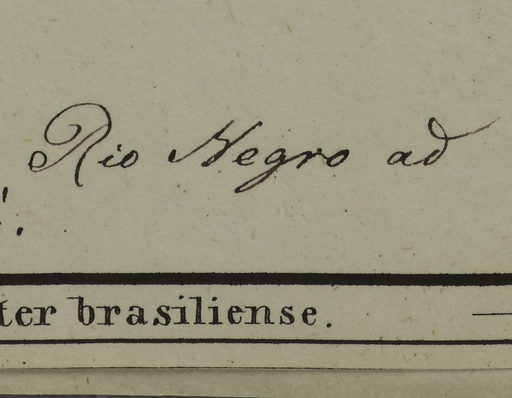 Rio Negro ad
ter brasiliense.